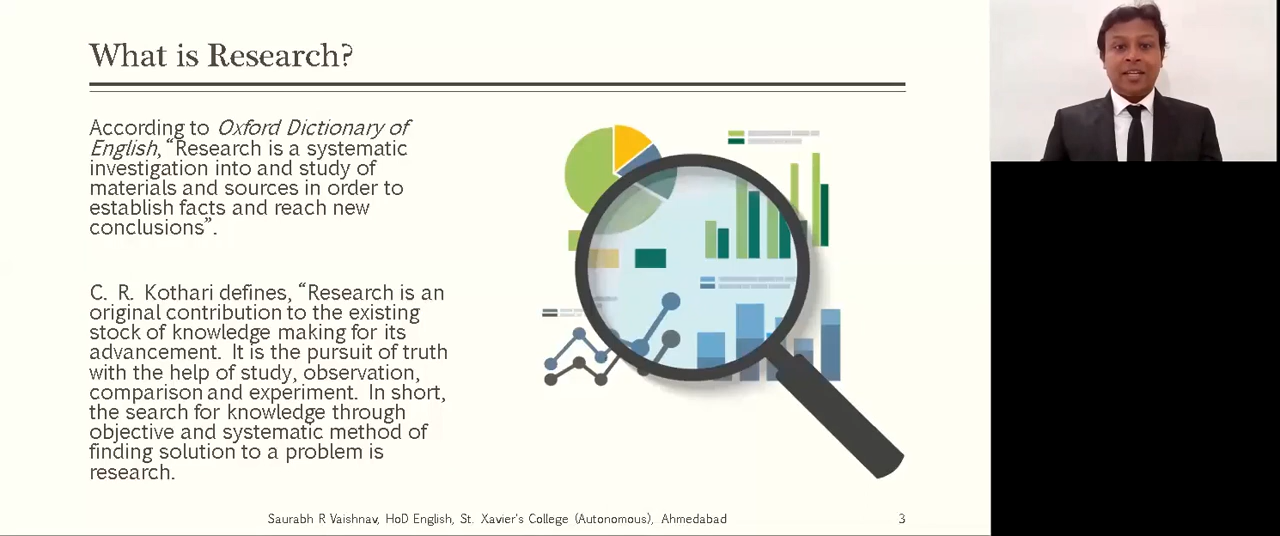 What is Research?
According to Oxford Dictionary of
English, “Research is a systematic
investigation into and study of
materials and sources in order to
establish facts and reach new
conclusions”.
C. R. Kothari defines, “Research is an
original contribution to the existing
stock of knowledge making for its
advancement. It is the pursuit of truth
with the help of study, observation,
comparison and experiment. In short,
the search for knowledge through
objective and systematic method of
finding solution to a problem is
research.
Saurabh R Vaishnav, HoD English, St. Xavier's College (Autonomous), Ahmedabad
3